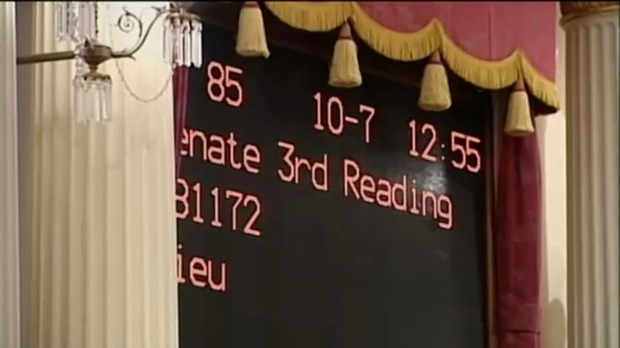 85 10-7 12:55
enate 3rd Reading
B1172
ieu